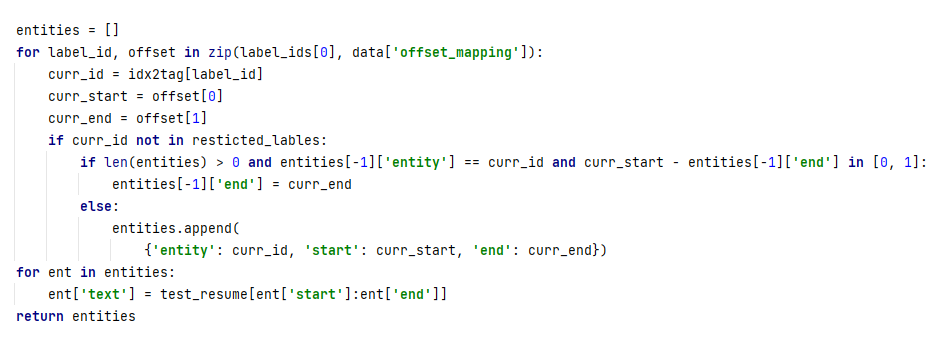 entities = []
for label_id, offset in zip(label_ids[0], data['offset_mapping']):
    curr_id = idx2tag[label_id]
    curr_start = offset[0]
    curr_end = offset[1]
    if curr_id not in resticted_lables:
        if len(entities) > 0 and entities[-1]['entity'] == curr_id and curr_start - entities[-1]['end'] in [0, 1]:
            entities[-1]['end'] = curr_end
        else:
            entities.append(
                {'entity': curr_id, 'start': curr_start, 'end': curr_end})
for ent in entities:
    ent['text'] = test_resume[ent['start']:ent['end']]
return entities